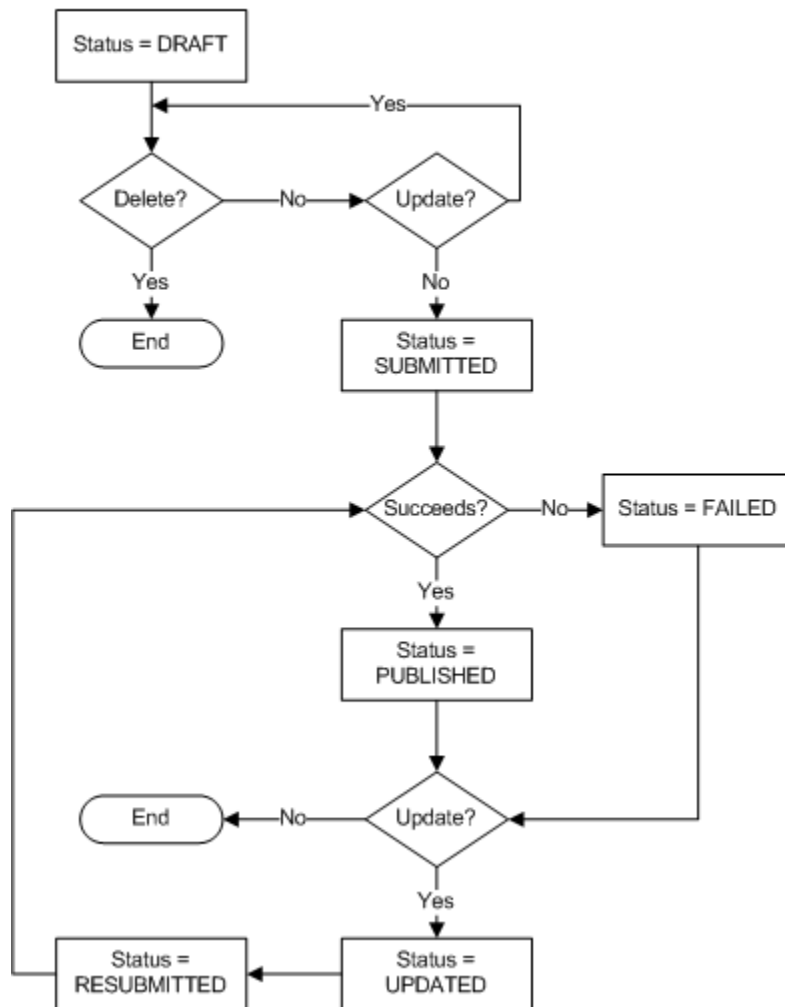 Status = DRAFT
Yes
Delete?
No
Update?
Yes
No
End
Status =
SUBMITTED
Succeeds?
No
Status = FAILED
Yes
Status =
PUBLISHED
End
No
Update?
Yes
Status =
RESUBMITTED
Status =
UPDATED